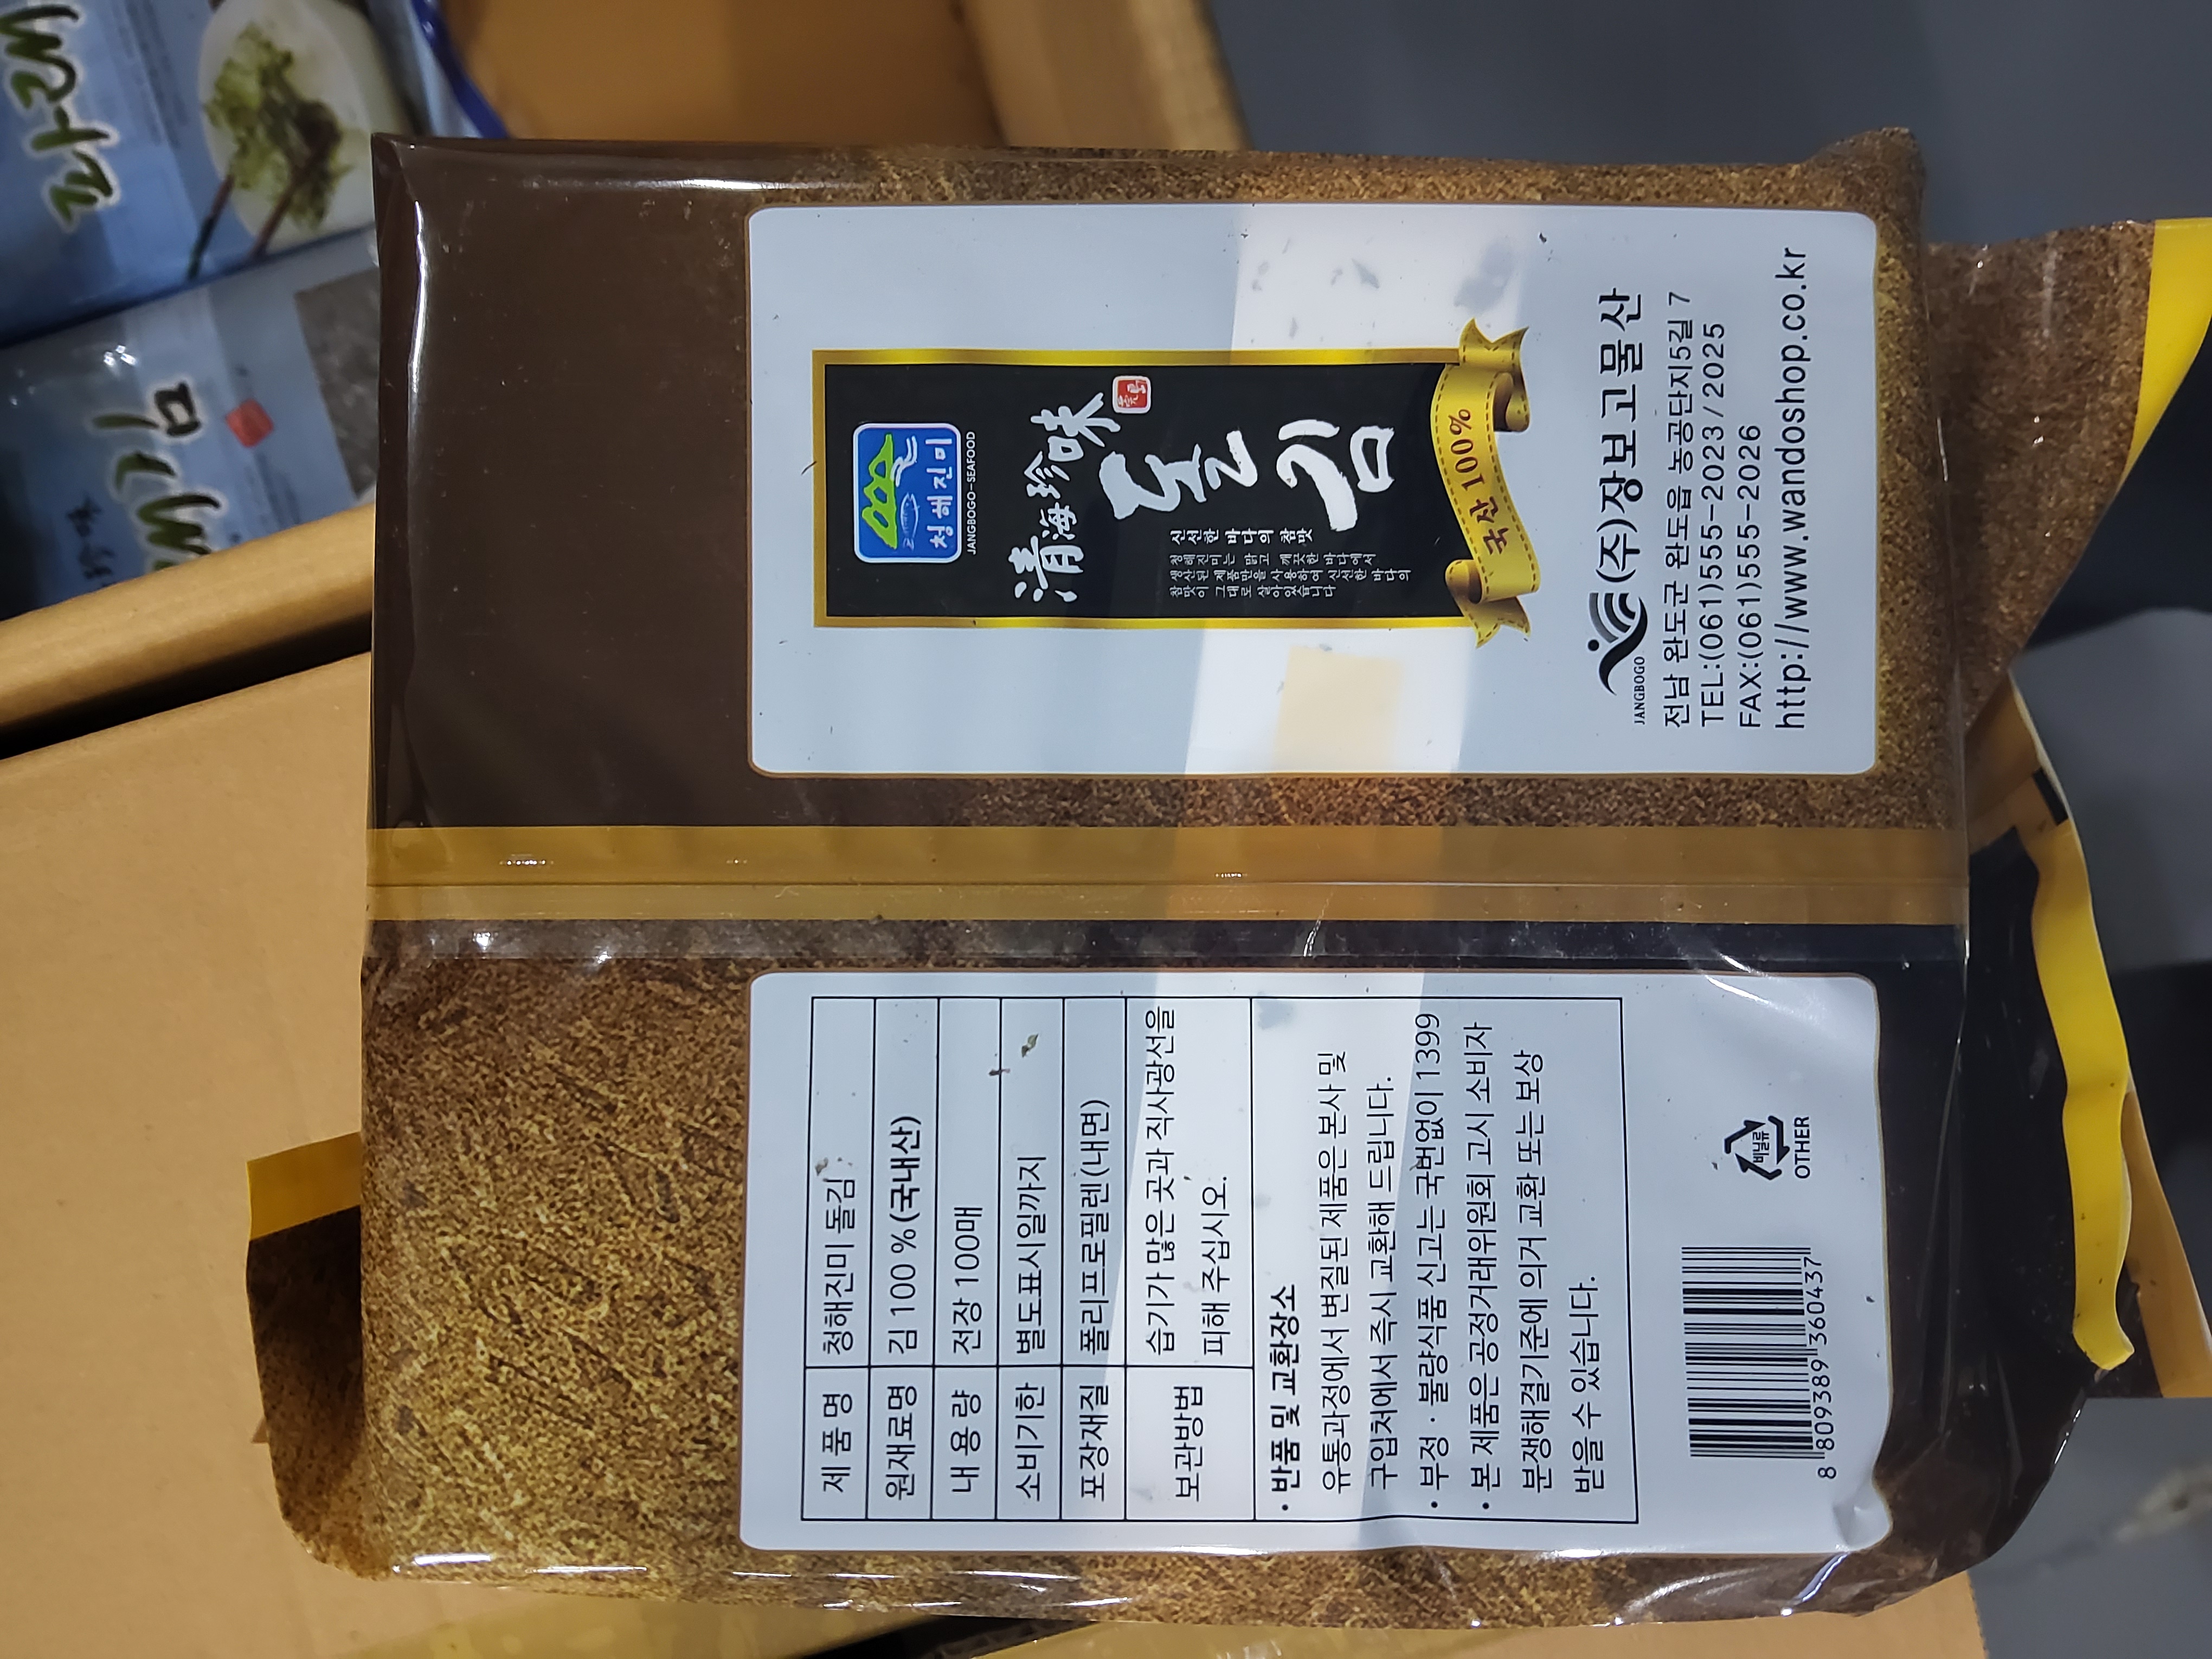 제 품 명 청해진미 돌김
원재료명 김 100 % (국내산)
내 용 량 전장 100매
소비기한 별도표시일까지
포장재질 폴리프로필렌(내면)
보관방법 습기가 많은 곳과 직사광선을
피해 주십시오.
• 반품 및 교환장소
유통과정에서 변질된 제품은 본사 및
구입처에서 즉시 교환해 드립니다.
• 부정 · 불량식품 신고는 국번없이 1399
• 본 제품은 공정거래위원회 고시 소비자
분쟁해결기준에 의거 교환 또는 보상
받을 수 있습니다.
8 809389 360437
비닐류
OTHER
청해진미
JANGBOGO-SEAFOOD
清海珍味
돌김
신선한 바다의 참맛
청해진미는 맑고 깨끗한 바다에서
생산된 제품만을 사용하여 신선한 바다의
참맛이 그대로 살아있습니다
국산 100%
JANGBOGO
(주)장보고물산
전남 완도군 완도읍 농공단지5길 7
TEL:(061)555-2023 / 2025
FAX:(061)555-2026
http://www.wandoshop.co.kr
파래
김